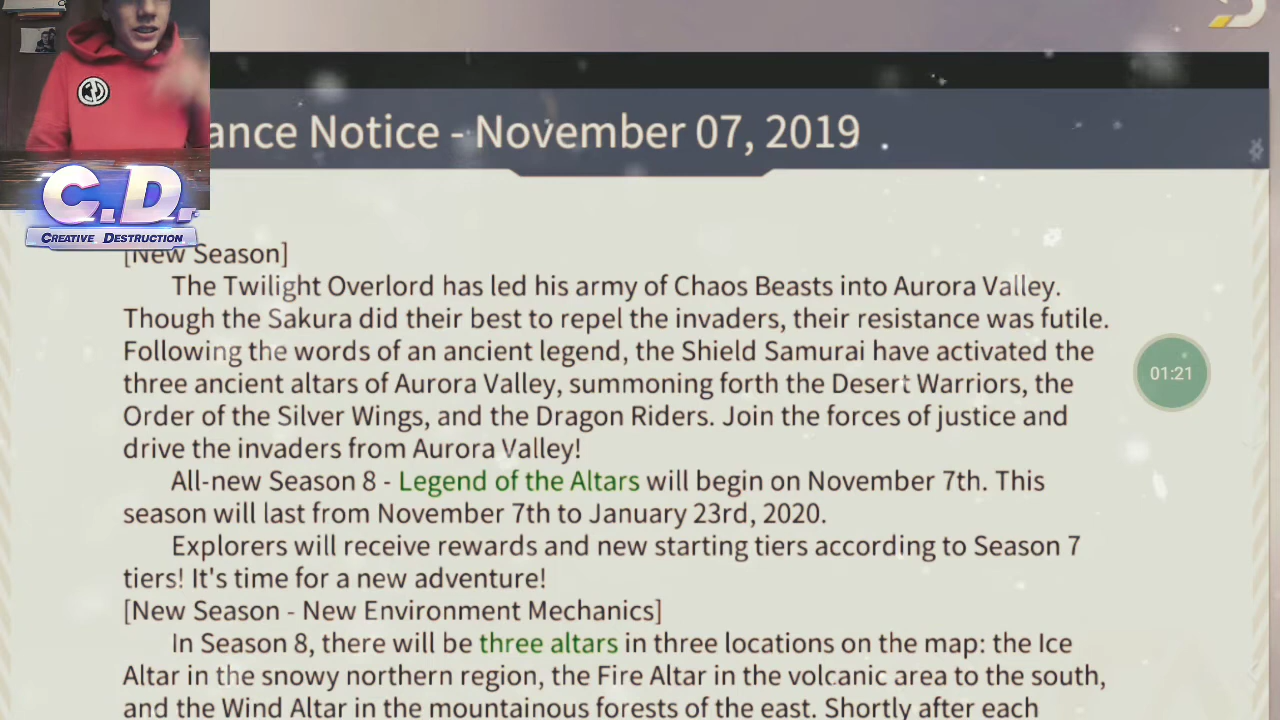 ance Notice - November 07, 2019
C.D.
CREATIVE DESTRUCTION
[New Season]
The Twilight Overlord has led his army of Chaos Beasts into Aurora Valley.
Though the Sakura did their best to repel the invaders, their resistance was futile.
Following the words of an ancient legend, the Shield Samurai have activated the
three ancient altars of Aurora Valley, summoning forth the Desert Warriors, the
Order of the Silver Wings, and the Dragon Riders. Join the forces of justice and
drive the invaders from Aurora Valley!
01:21
All-new Season 8 - Legend of the Altars will begin on November 7th. This
season will last from November 7th to January 23rd, 2020.
Explorers will receive rewards and new starting tiers according to Season 7
tiers! It's time for a new adventure!
[New Season - New Environment Mechanics]
In Season 8, there will be three altars in three locations on the map: the Ice
Altar in the snowy northern region, the Fire Altar in the volcanic area to the south,
and the Wind Altar in the mountainous forests of the east. Shortly after each